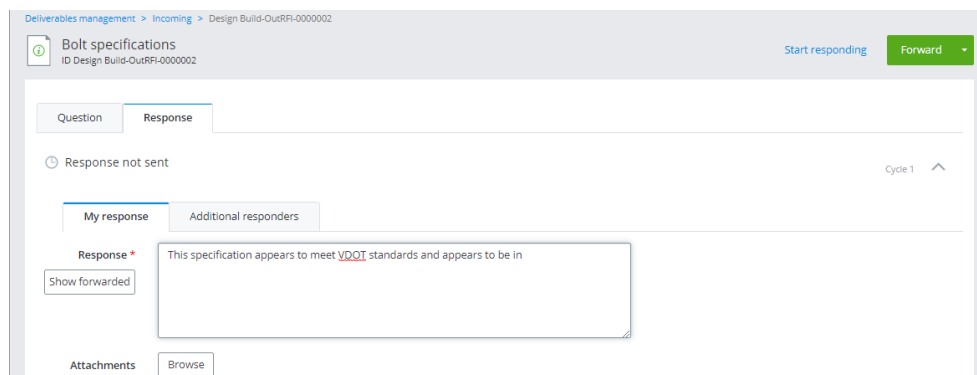 Deliverables management > Incoming > Design Build-OutRFI-0000002
Bolt specifications
ID Design Build-OutRFI-0000002
Start responding
Forward
Question
Response
Response not sent
Cycle 1
My response
Additional responders
Response *
This specification appears to meet VDOT standards and appears to be in
Show forwarded
Attachments
Browse